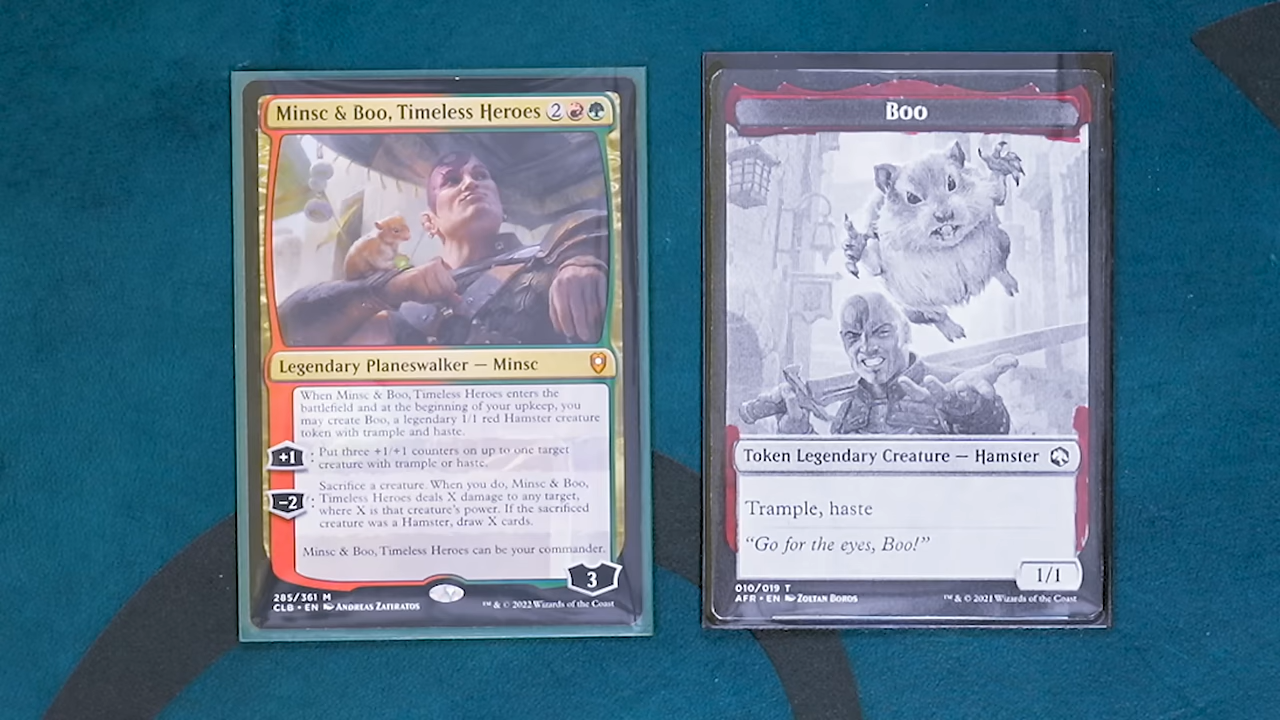 Minsc & Boo, Timeless Heroes 2
Legendary Planeswalker — Minsc
When Minsc & Boo, Timeless Heroes enters the
battlefield and at the beginning of your upkeep, you
may create Boo, a legendary 1/1 red Hamster creature
token with trample and haste.
+1 : Put three +1/+1 counters on up to one target
creature with trample or haste.
Sacrifice a creature. When you do, Minsc & Boo,
−2 : Timeless Heroes deals X damage to any target,
where X is that creature's power. If the sacrificed
creature was a Hamster, draw X cards.
Minsc & Boo, Timeless Heroes can be your commander.
3
285/361 M
CLB • EN Andreas Zafiratos
™ & © 2022 Wizards of the Coast
Boo
Token Legendary Creature — Hamster
Trample, haste
“Go for the eyes, Boo!”
1/1
010/019 T
AFR • EN Zoltan Boros
™ & © 2021 Wizards of the Coast